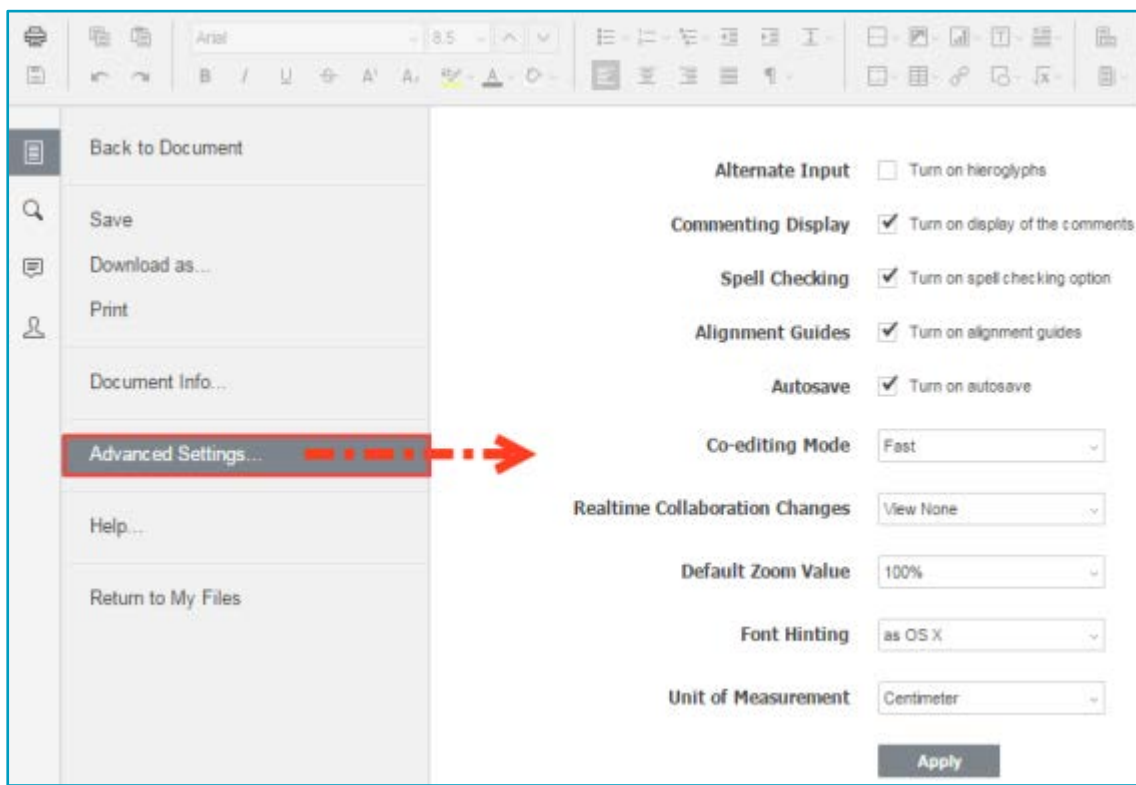 Arial 8.5
B I U
Back to Document
Save
Download as...
Print
Document Info...
Advanced Settings...
Help...
Return to My Files
Alternate Input Turn on hieroglyphs
Commenting Display Turn on display of the comments
Spell Checking Turn on spell checking option
Alignment Guides Turn on alignment guides
Autosave Turn on autosave
Co-editing Mode Fast
Realtime Collaboration Changes View None
Default Zoom Value 100%
Font Hinting as OS X
Unit of Measurement Centimeter
Apply